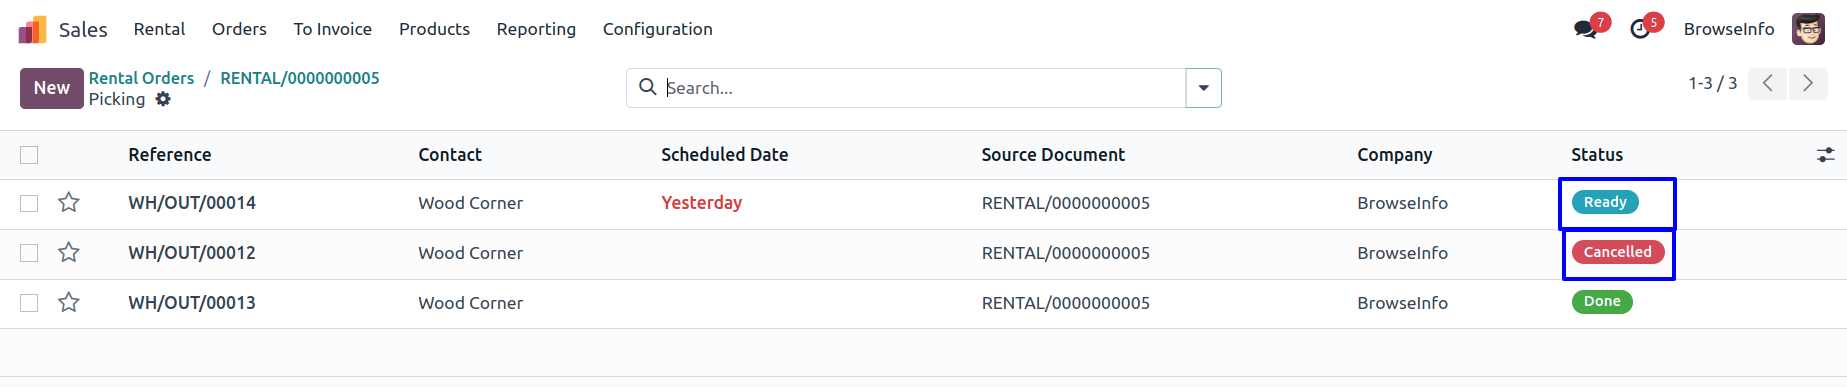 Sales Rental Orders To Invoice Products Reporting Configuration 7 5 BrowseInfo
New Rental Orders / RENTAL/0000000005
Picking
Search...
1-3 / 3
Reference Contact Scheduled Date Source Document Company Status
WH/OUT/00014 Wood Corner Yesterday RENTAL/0000000005 BrowseInfo Ready
WH/OUT/00012 Wood Corner RENTAL/0000000005 BrowseInfo Cancelled
WH/OUT/00013 Wood Corner RENTAL/0000000005 BrowseInfo Done